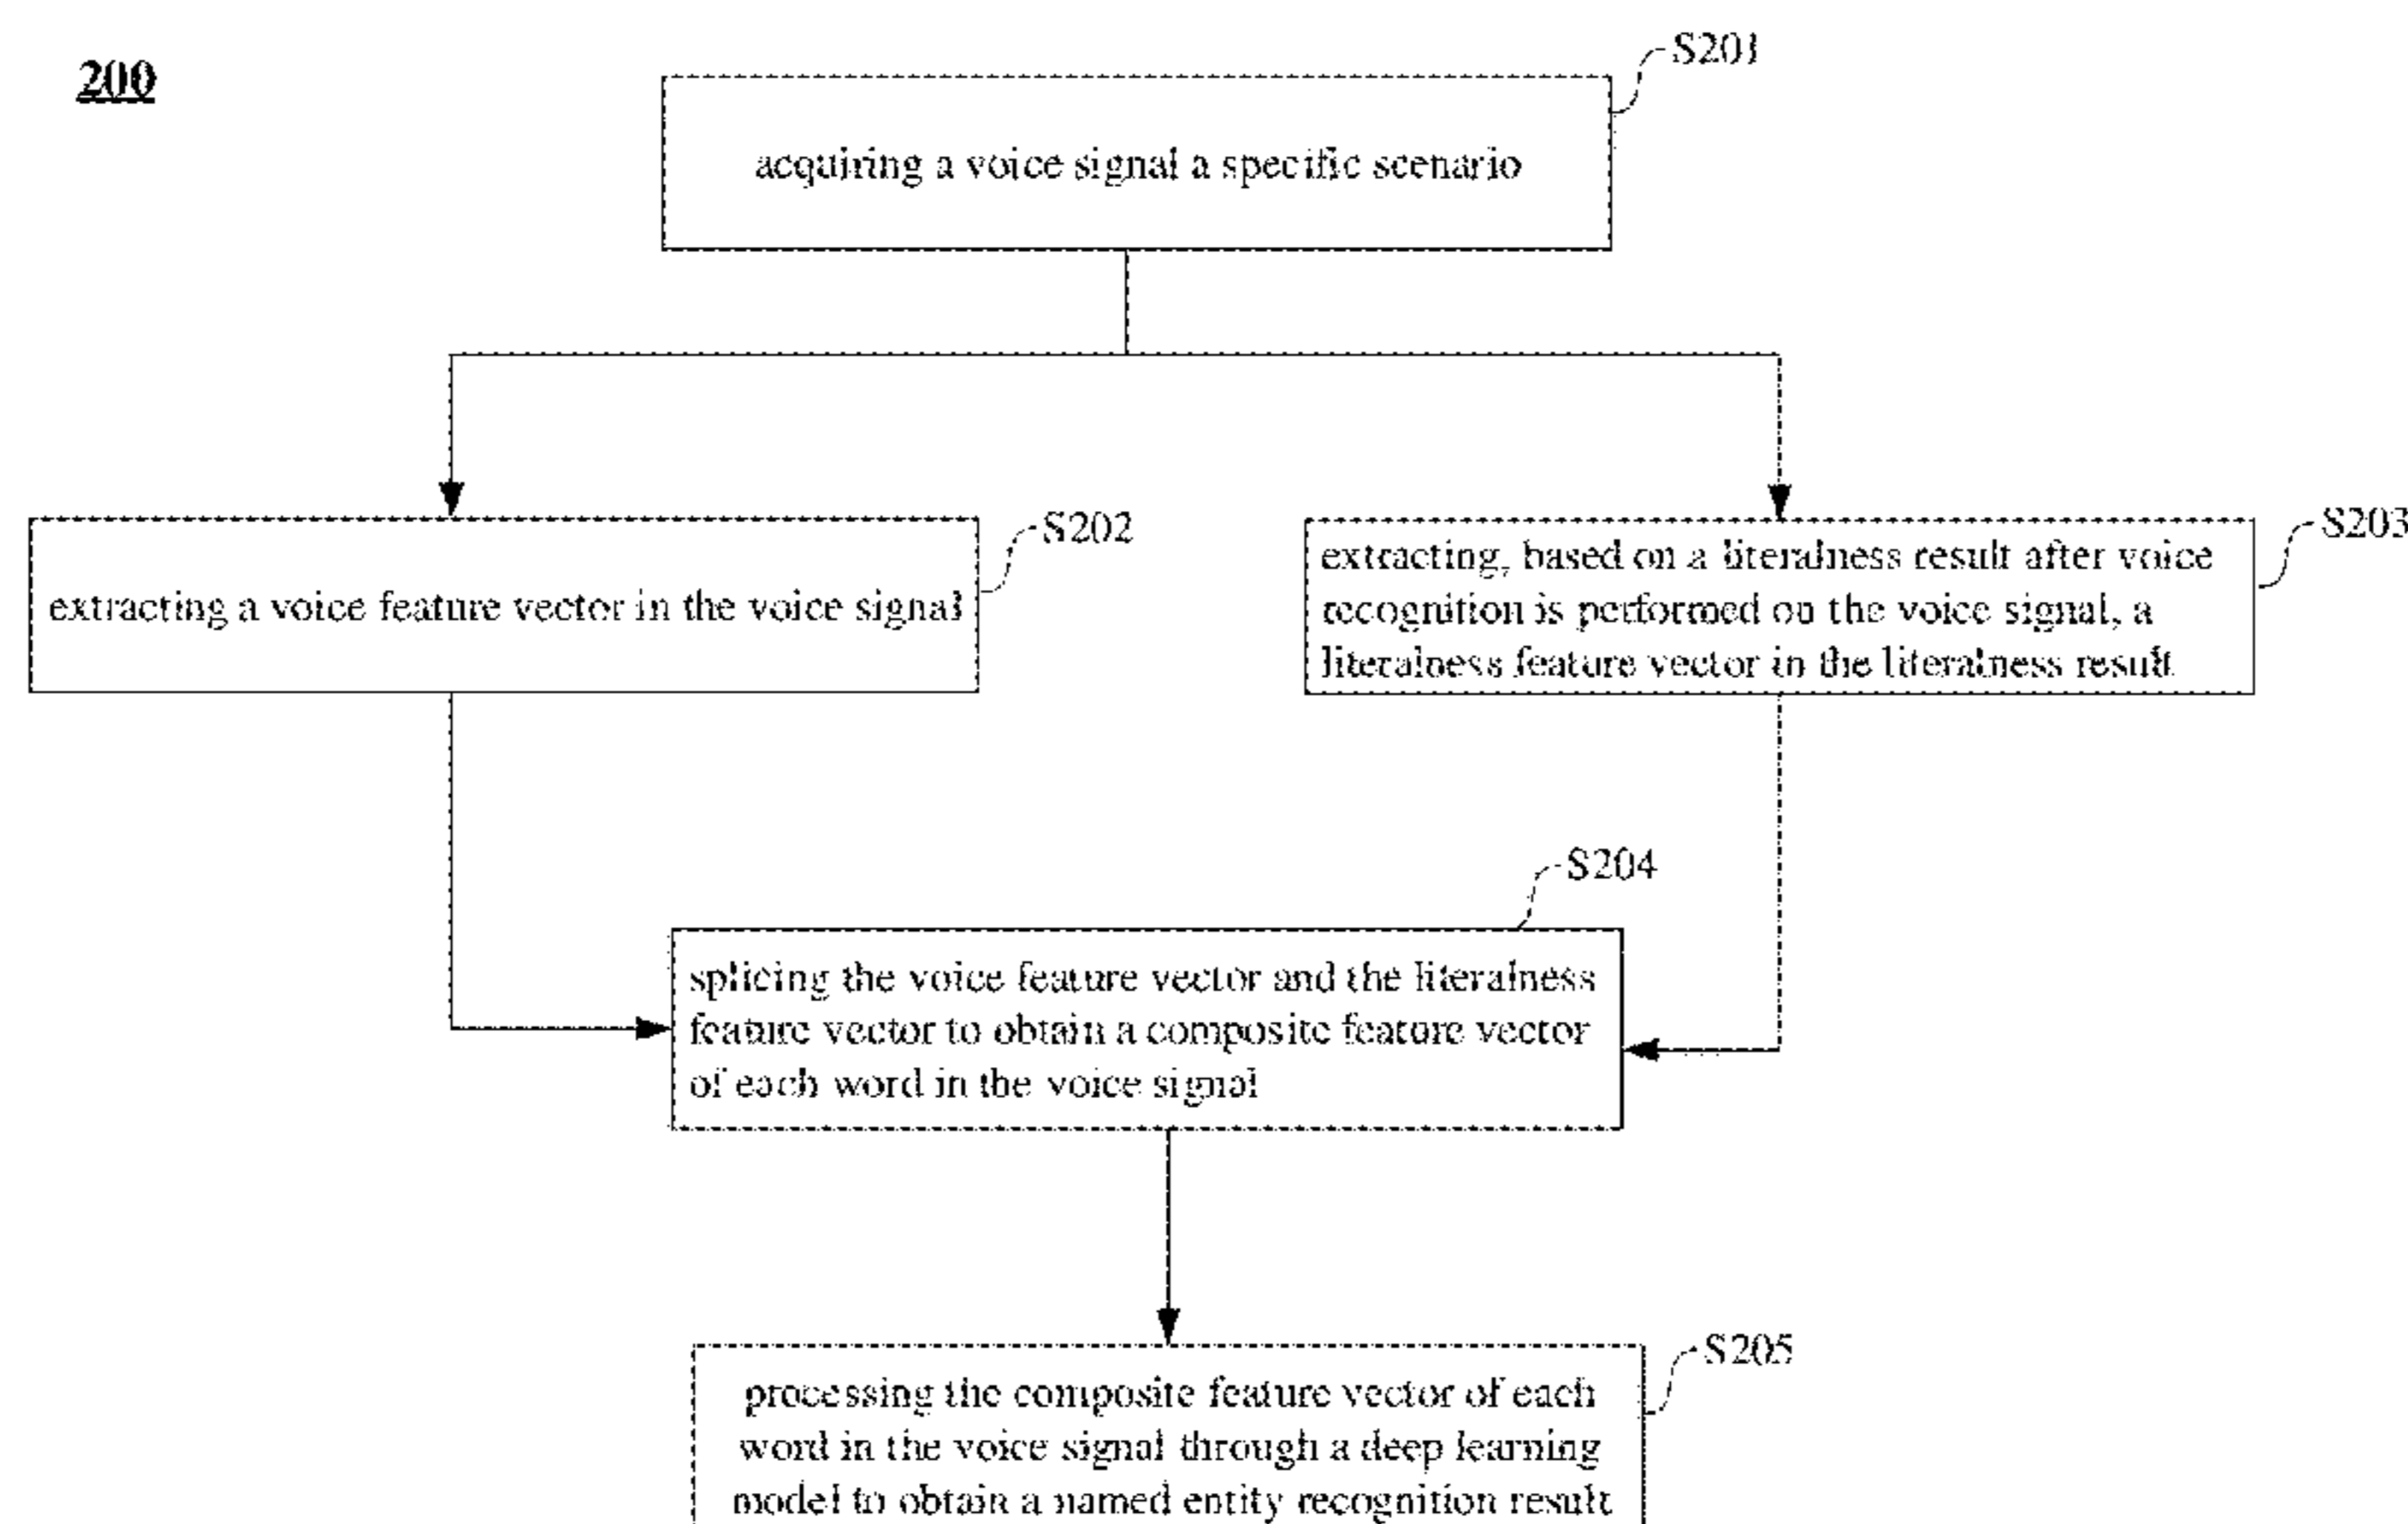 200
S201
acquiring a voice signal a specific scenario
S202
extracting a voice feature vector in the voice signal
S203
extracting, based on a literalness result after voice
recognition is performed on the voice signal, a
literalness feature vector in the literalness result
S204
splicing the voice feature vector and the literalness
feature vector to obtain a composite feature vector
of each word in the voice signal
S205
processing the composite feature vector of each
word in the voice signal through a deep learning
model to obtain a named entity recognition result